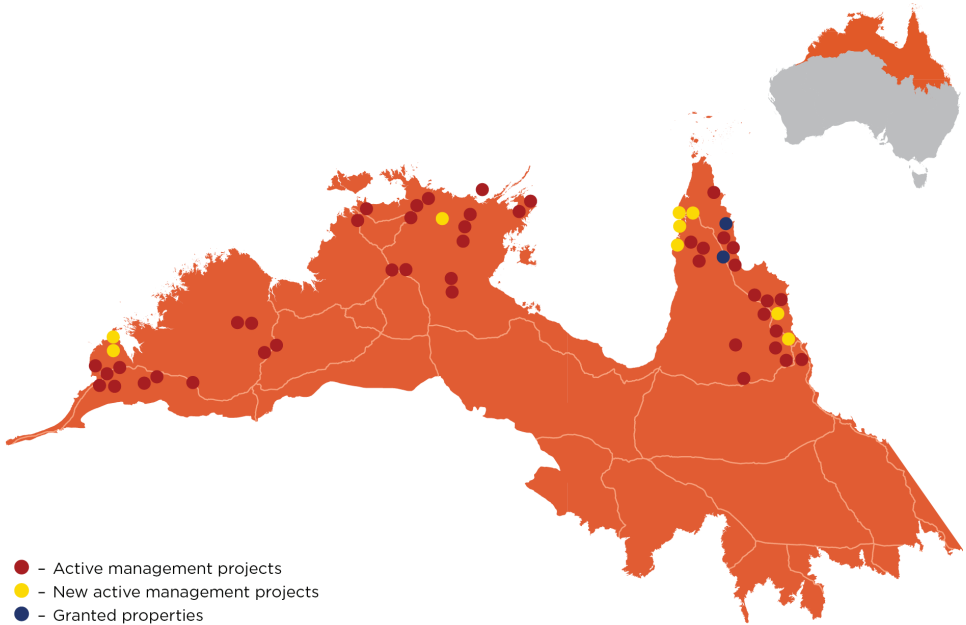 – Active management projects
– New active management projects
– Granted properties